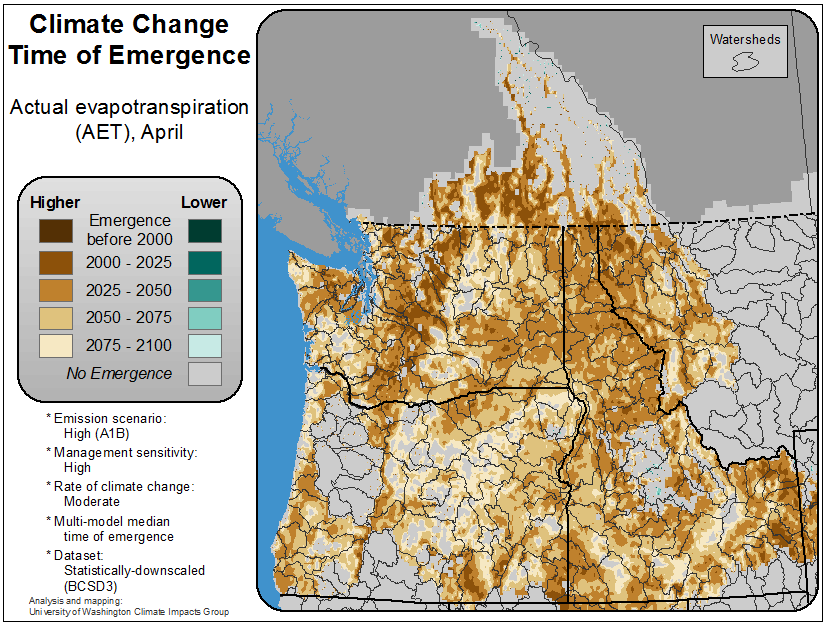 Climate Change
Time of Emergence
Actual evapotranspiration
(AET), April
Higher
Lower
Emergence
before 2000
2000 - 2025
2025 - 2050
2050 - 2075
2075 - 2100
No Emergence
* Emission scenario:
High (A1B)
* Management sensitivity:
High
* Rate of climate change:
Moderate
* Multi-model median
time of emergence
* Dataset:
Statistically-downscaled
(BCSD3)
Analysis and mapping:
University of Washington Climate Impacts Group
Watersheds